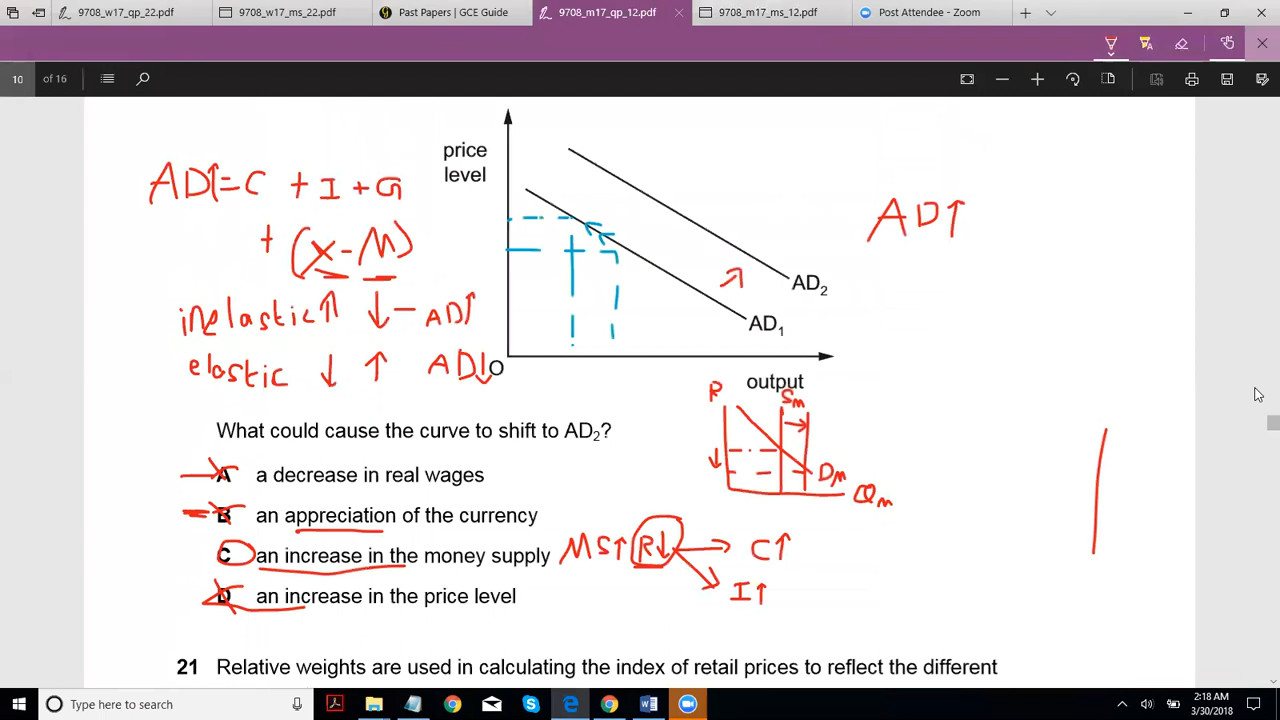 9708_w17_qp_22.pdf
9708_w17_ms_22.pdf
Past Papers | GCE Guide
9708_m17_qp_12.pdf
9708_m17_ms_12.pdf
Post Attendee - Zoom
10 of 16
price
level
AD↑=C + I + G
+ (X - M)
inelastic ↑ ↓ - AD↑
elastic ↓ ↑ AD↓
AD↑
AD2
AD1
O
output
What could cause the curve to shift to AD2?
A a decrease in real wages
B an appreciation of the currency
C an increase in the money supply
D an increase in the price level
R
Sm
Dm
Qm
MS↑ R↓ C↑
I↑
21 Relative weights are used in calculating the index of retail prices to reflect the different
Type here to search
2:18 AM
3/30/2018